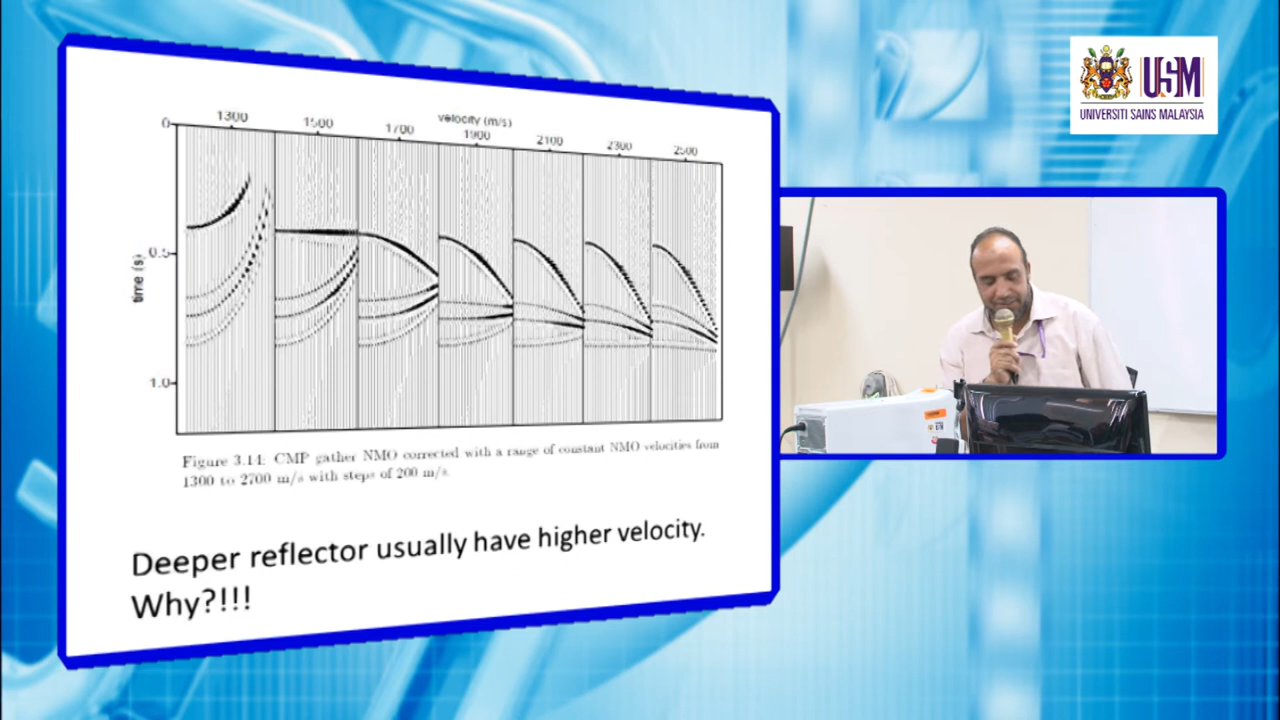 USM
UNIVERSITI SAINS MALAYSIA
velocity (m/s)
1300 1500 1700 1900 2100 2300 2500
time (s)
0
0.5
1.0
Figure 3.14: CMP gather NMO corrected with a range of constant NMO velocities from
1300 to 2700 m/s with steps of 200 m/s.
Deeper reflector usually have higher velocity.
Why?!!!